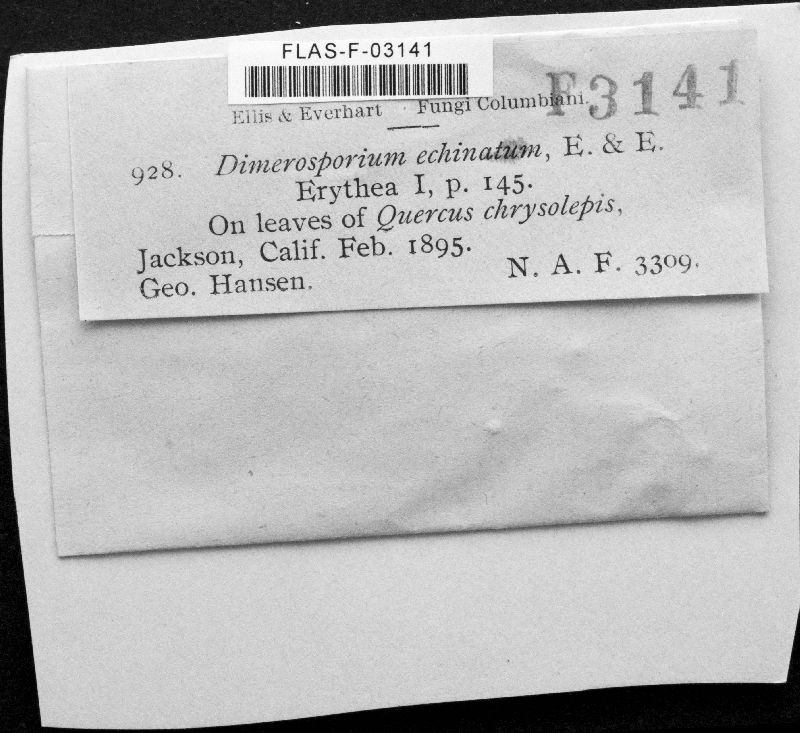 FLAS-F-03141
F3141
Ellis & Everhart Fungi Columbiani.
928. Dimerosporium echinatum, E. & E.
Erythea I, p. 145.
On leaves of Quercus chrysolepis,
Jackson, Calif. Feb. 1895.
Geo. Hansen. N. A. F. 3309.